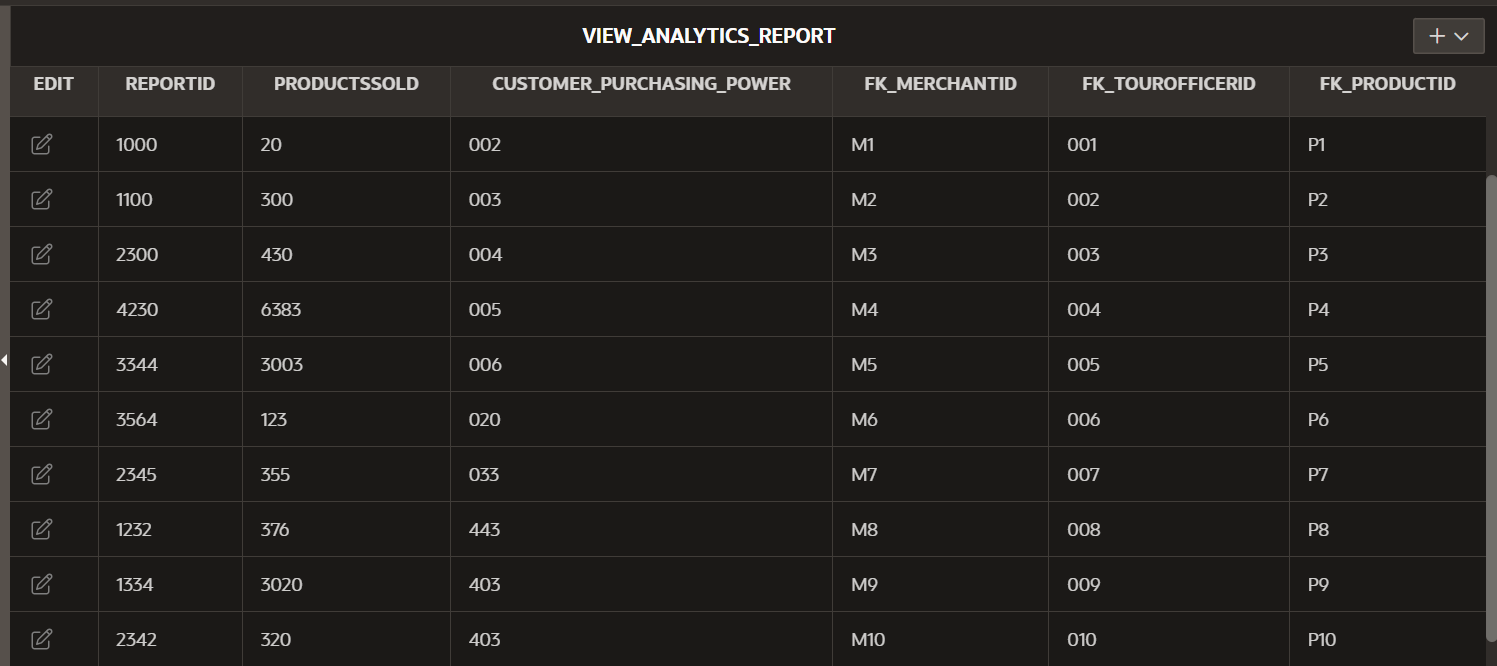 VIEW_ANALYTICS_REPORT
EDIT REPORTID PRODUCTSSOLD CUSTOMER_PURCHASING_POWER FK_MERCHANTID FK_TOUROFFICERID FK_PRODUCTID
1000 20 002 M1 001 P1
1100 300 003 M2 002 P2
2300 430 004 M3 003 P3
4230 6383 005 M4 004 P4
3344 3003 006 M5 005 P5
3564 123 020 M6 006 P6
2345 355 033 M7 007 P7
1232 376 443 M8 008 P8
1334 3020 403 M9 009 P9
2342 320 403 M10 010 P10